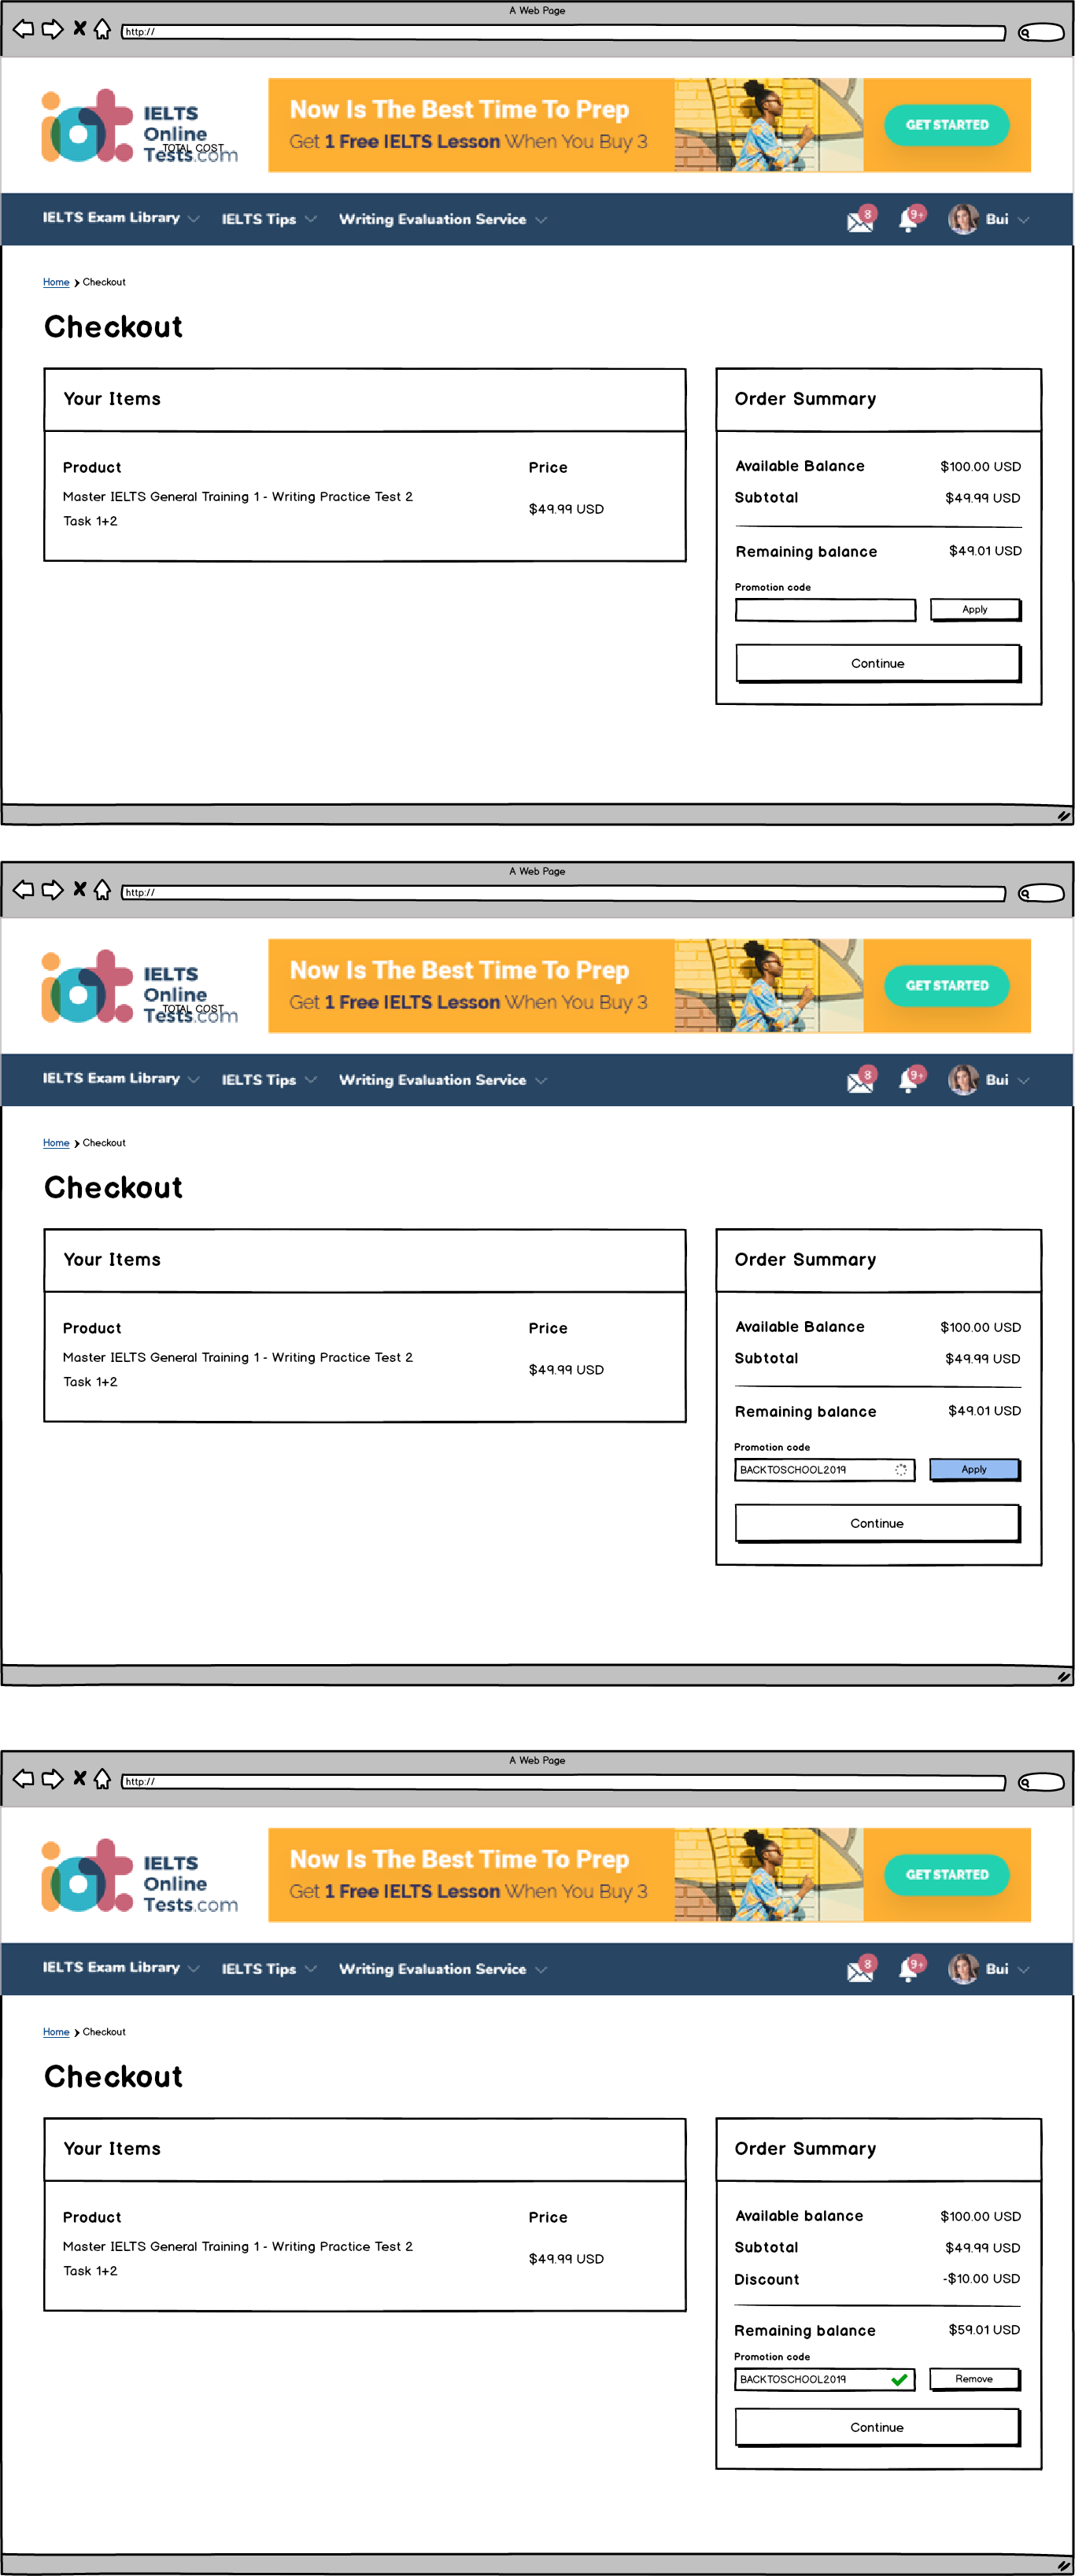 A Web Page
http://
IELTS
Online
TOTAL COST
Tests.com
Now Is The Best Time To Prep
Get 1 Free IELTS Lesson When You Buy 3
GET STARTED
IELTS Exam Library
IELTS Tips
Writing Evaluation Service
8
9+
Bui
Home
Checkout
Checkout
Your Items
Product
Price
Master IELTS General Training 1 - Writing Practice Test 2
Task 1+2
$49.99 USD
Order Summary
Available Balance
$100.00 USD
Subtotal
$49.99 USD
Remaining balance
$49.01 USD
Promotion code
Apply
Continue
A Web Page
http://
IELTS
Online
TOTAL COST
Tests.com
Now Is The Best Time To Prep
Get 1 Free IELTS Lesson When You Buy 3
GET STARTED
IELTS Exam Library
IELTS Tips
Writing Evaluation Service
8
9+
Bui
Home
Checkout
Checkout
Your Items
Product
Price
Master IELTS General Training 1 - Writing Practice Test 2
Task 1+2
$49.99 USD
Order Summary
Available Balance
$100.00 USD
Subtotal
$49.99 USD
Remaining balance
$49.01 USD
Promotion code
BACKTOSCHOOL2019
Apply
Continue
A Web Page
http://
IELTS
Online
Tests.com
Now Is The Best Time To Prep
Get 1 Free IELTS Lesson When You Buy 3
GET STARTED
IELTS Exam Library
IELTS Tips
Writing Evaluation Service
8
9+
Bui
Home
Checkout
Checkout
Your Items
Product
Price
Master IELTS General Training 1 - Writing Practice Test 2
Task 1+2
$49.99 USD
Order Summary
Available balance
$100.00 USD
Subtotal
$49.99 USD
Discount
-$10.00 USD
Remaining balance
$59.01 USD
Promotion code
BACKTOSCHOOL2019
Remove
Continue